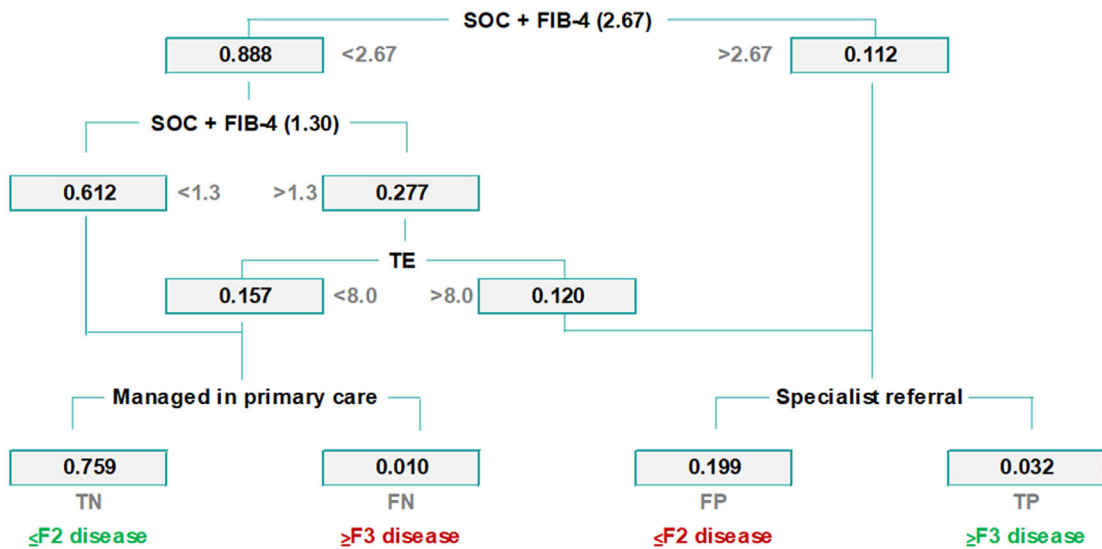 SOC + FIB-4 (2.67)
0.888 <2.67 >2.67 0.112
SOC + FIB-4 (1.30)
0.612 <1.3 >1.3 0.277
TE
0.157 <8.0 >8.0 0.120
Managed in primary care Specialist referral
0.759 0.010 0.199 0.032
TN FN FP TP
≤F2 disease ≥F3 disease ≤F2 disease ≥F3 disease